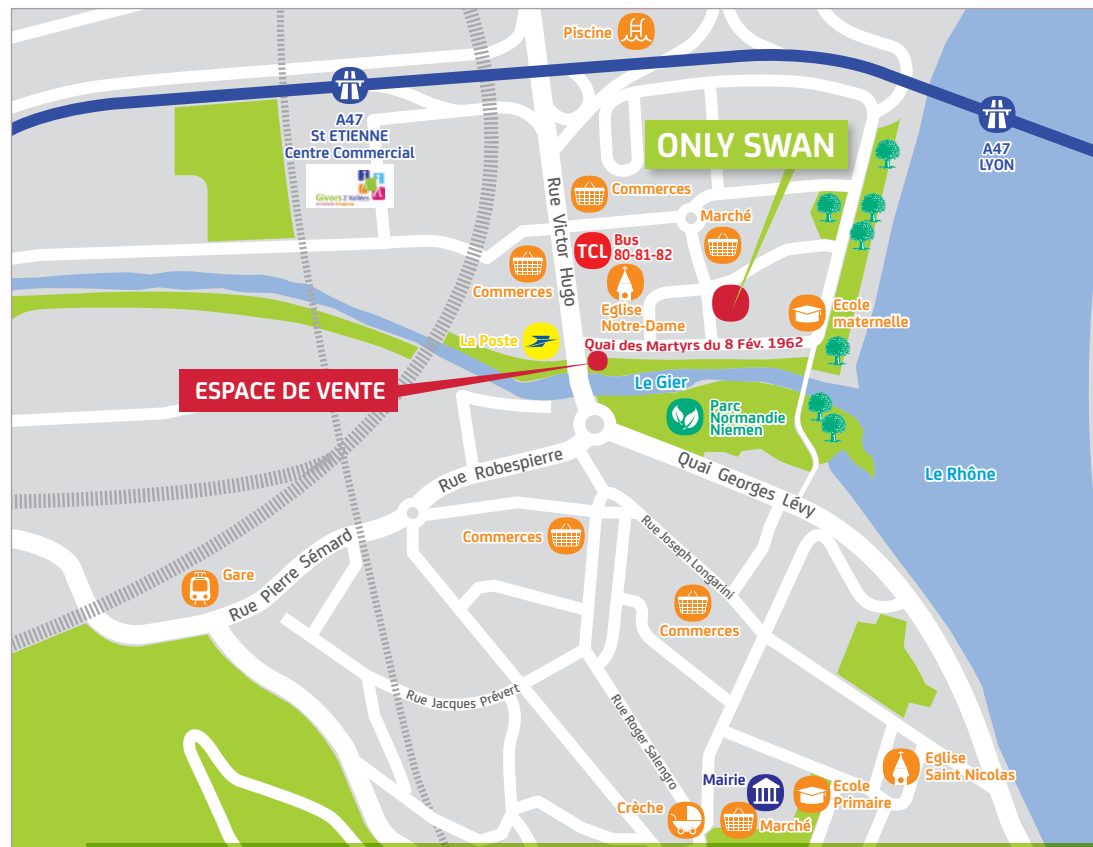 Piscine
A47
St ETIENNE
Centre Commercial
Givors 2 Vallées
A47
LYON
ONLY SWAN
Rue Victor Hugo
Commerces
Marché
TCL
Bus
80-81-82
Commerces
Eglise
Notre-Dame
Ecole
maternelle
La Poste
Quai des Martyrs du 8 Fév. 1962
ESPACE DE VENTE
Le Gier
Parc
Normandie
Niemen
Rue Robespierre
Quai Georges Lévy
Le Rhône
Commerces
Rue Joseph Longarini
Rue Pierre Sémard
Gare
Commerces
Rue Jacques Prévert
Rue Roger Salengro
Mairie
Ecole
Primaire
Eglise
Saint Nicolas
Crèche
Marché